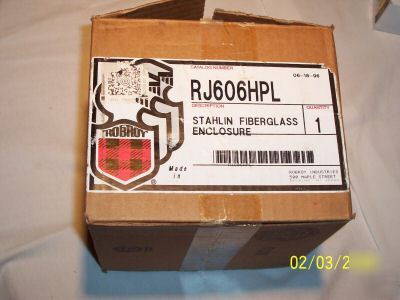 CATALOG NUMBER
06-18-96
RJ606HPL
DESCRIPTION
QUANTITY
STAHLIN FIBERGLASS
ENCLOSURE
1
ROBROY
Made
in
ROBROY INDUSTRIES
02/03/2